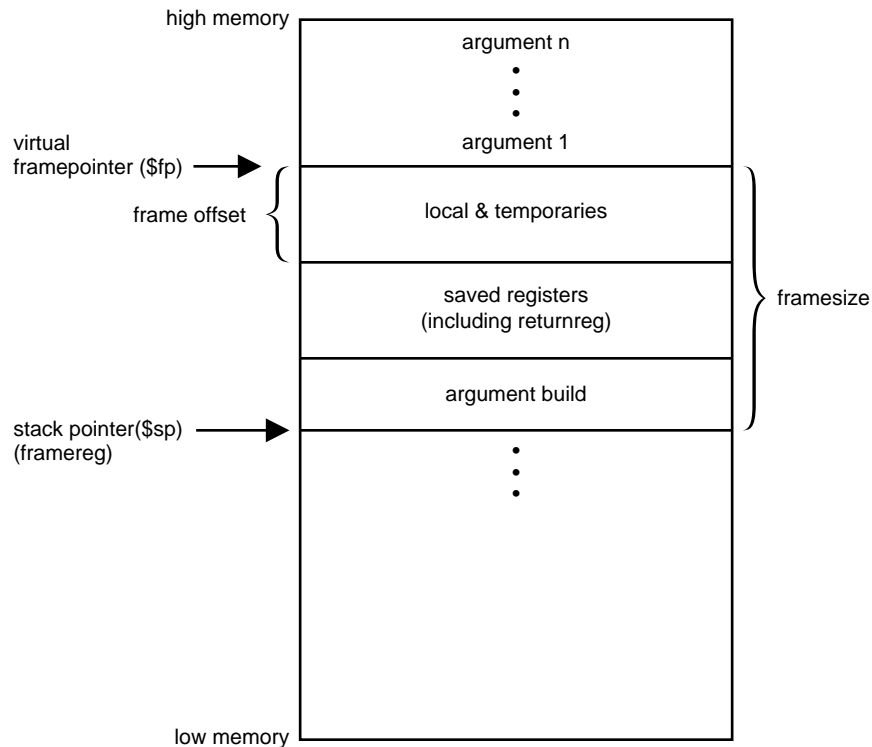 high memory
argument n
argument 1
virtual
framepointer ($fp)
frame offset
local & temporaries
saved registers
(including returnreg)
framesize
argument build
stack pointer($sp)
(framereg)
low memory